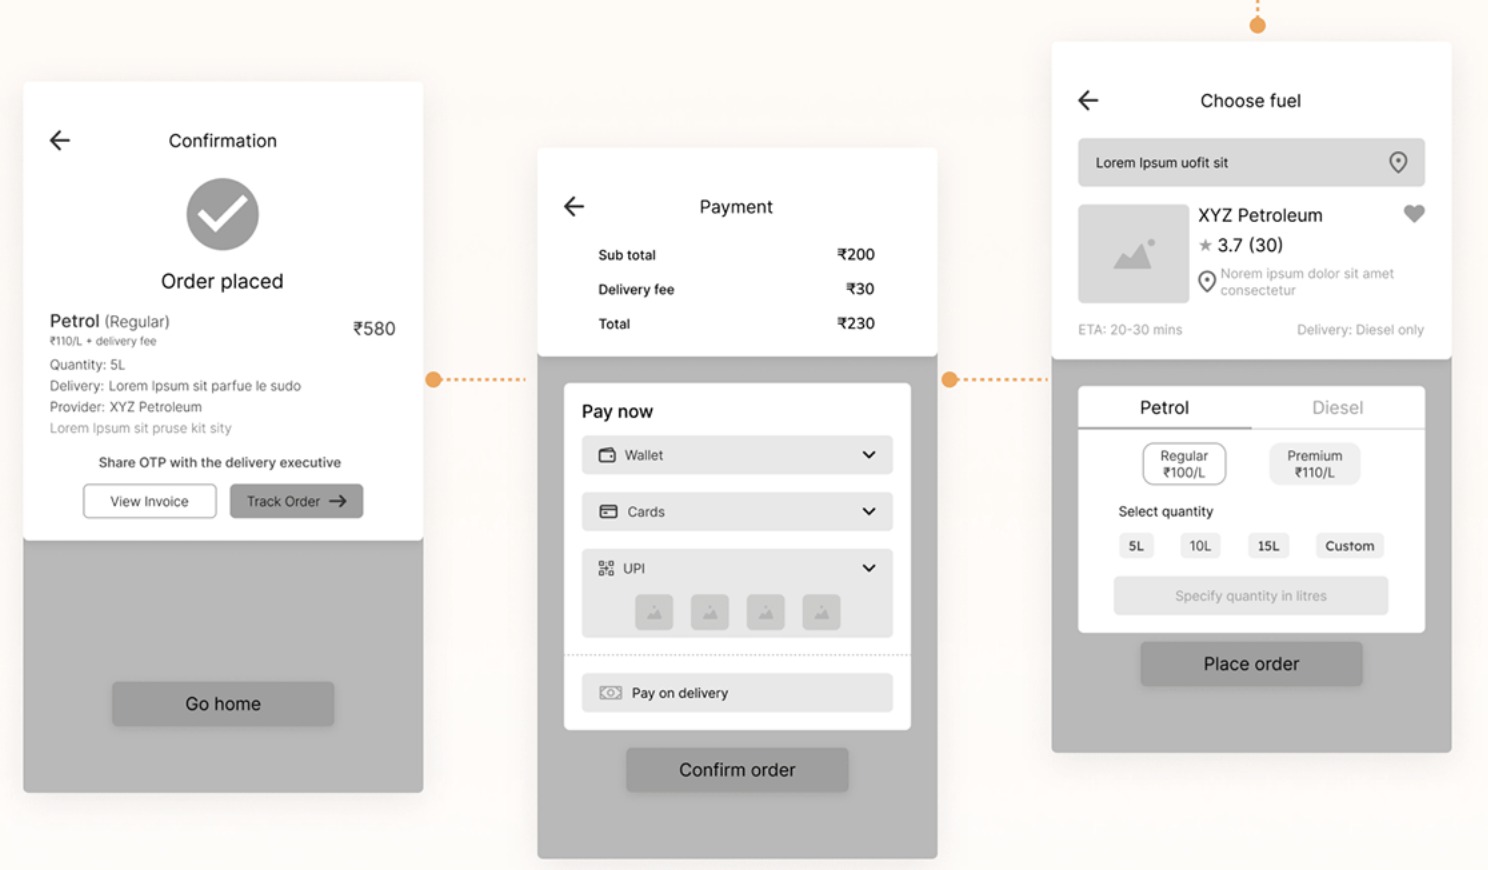 Confirmation
Order placed
Petrol (Regular)
₹580
₹110/L + delivery fee
Quantity: 5L
Delivery: Lorem Ipsum sit parfue le sudo
Provider: XYZ Petroleum
Lorem Ipsum sit pruse kit sity
Share OTP with the delivery executive
View Invoice
Track Order
Go home
Payment
Sub total ₹200
Delivery fee ₹30
Total ₹230
Pay now
Wallet
Cards
UPI
Pay on delivery
Confirm order
Choose fuel
Lorem Ipsum uofit sit
XYZ Petroleum
3.7 (30)
Norem ipsum dolor sit amet
consectetur
ETA: 20-30 mins
Delivery: Diesel only
Petrol Diesel
Regular
₹100/L
Premium
₹110/L
Select quantity
5L 10L 15L Custom
Specify quantity in litres
Place order